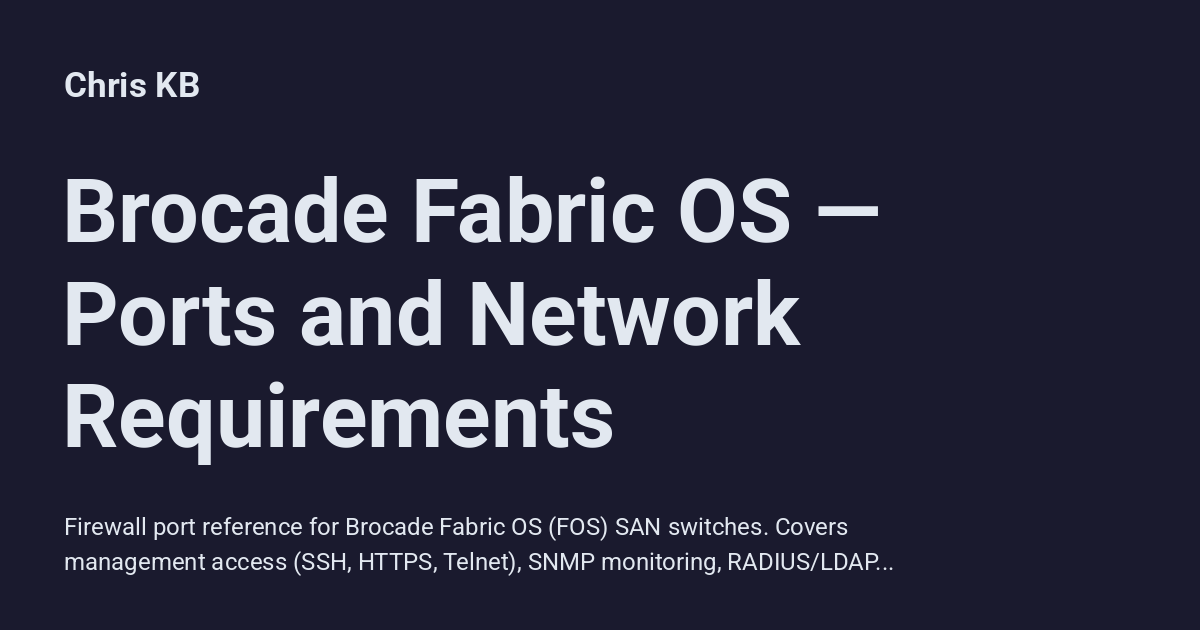 Chris KB
Brocade Fabric OS —
Ports and Network
Requirements
Firewall port reference for Brocade Fabric OS (FOS) SAN switches. Covers
management access (SSH, HTTPS, Telnet), SNMP monitoring, RADIUS/LDAP...